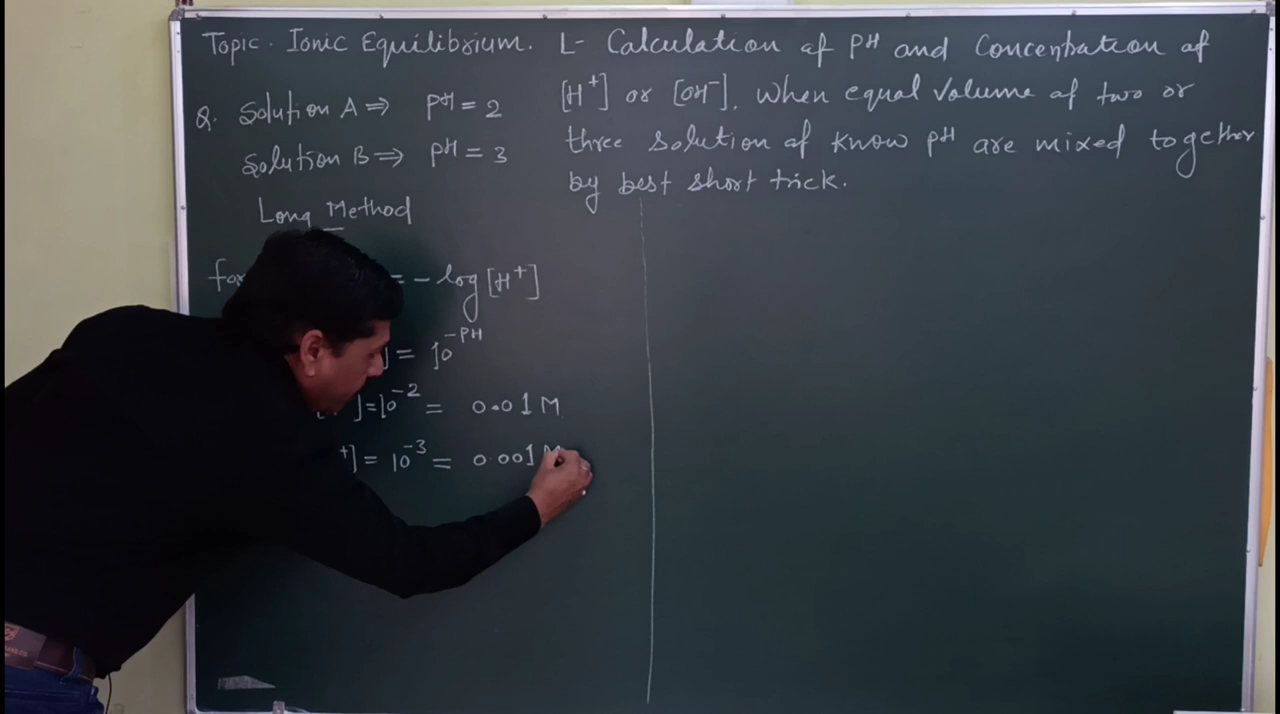 Topic. Ionic Equilibrium. L- Calculation of PH and Concentration of
[H+] or [OH-], when equal volume of two or
three solution of know PH are mixed together
by best short trick.
Q. Solution A ⇒ PH = 2
Solution B ⇒ PH = 3
Long Method
for = - log [H+]
] = 10^-PH
] = 10^-2 = 0.01 M
+] = 10^-3 = 0.001 M